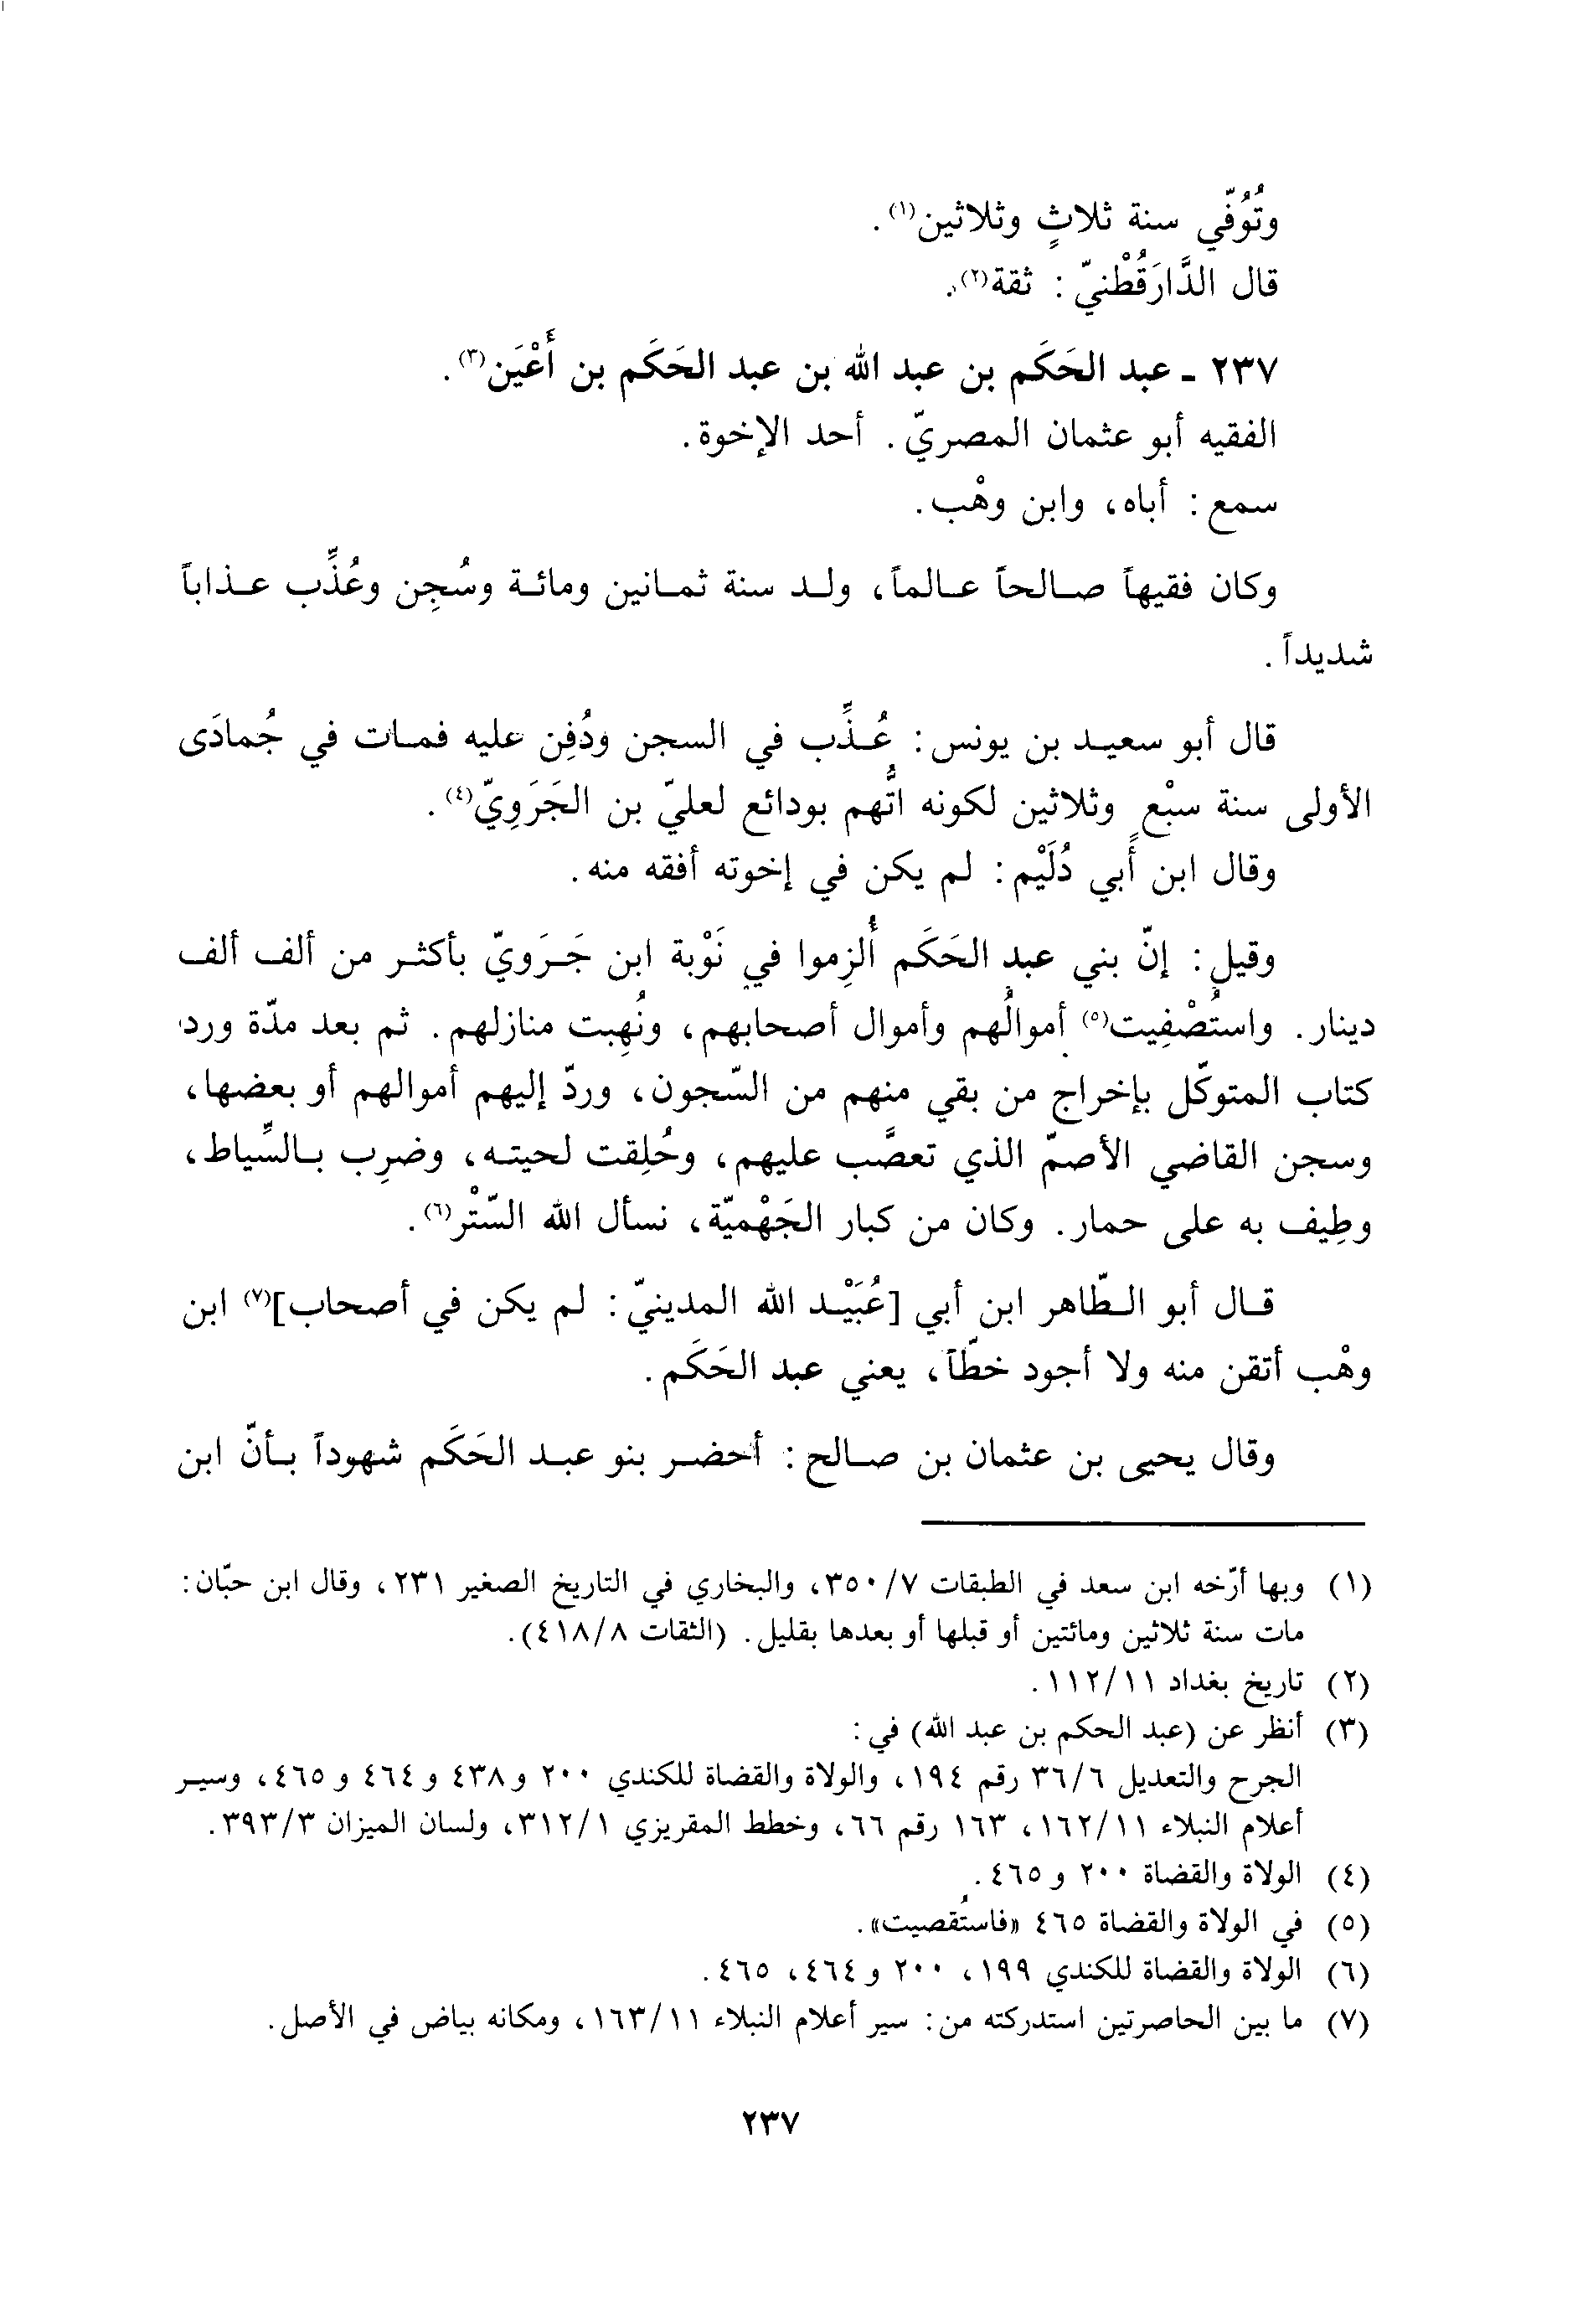 وتُوُفّي سنة ثلاثٍ وثلاثين(١).
قال الدَّارَقُطْنيّ: ثقة(٢).
٢٣٧ - عبد الحَكَم بن عبد الله بن عبد الحَكَم بن أَعْيَن(٣).
الفقيه أبو عثمان المصريّ. أحد الإخوة.
سمع: أباه، وابن وهْب.
وكان فقيهاً صالحاً عالماً، ولد سنة ثمانين ومائة وسُجِن وعُذِّب عذاباً
شديداً.
قال أبو سعيد بن يونس: عُذِّب في السجن ودُفِن عليه فمات في جُمادَى
الأولى سنة سبْعٍ وثلاثين لكونه اتُّهم بودائع لعليّ بن الجَرَوِيّ(٤).
وقال ابن أَبي دُلَيْم: لم يكن في إخوته أفقه منه.
وقيل: إنّ بني عبد الحَكَم أُلزِموا في نَوْبة ابن جَرَويّ بأكثر من ألف ألف
دينار. واستُصْفِيت(٥) أموالُهم وأموال أصحابهم، ونُهِبت منازلهم. ثم بعد مدّة ورد
كتاب المتوكّل بإخراج من بقي منهم من السّجون، وردّ إليهم أموالهم أو بعضها،
وسجن القاضي الأصمّ الذي تعصَّب عليهم، وحُلِقت لحيته، وضرِب بالسِّياط،
وطِيف به على حمار. وكان من كبار الجَهْميّة، نسأل الله السّتْر(٦).
قال أبو الطّاهر ابن أبي [عُبَيْد الله المدينيّ: لم يكن في أصحاب](٧) ابن
وهْب أتقن منه ولا أجود خطّاً، يعني عبد الحَكَم.
وقال يحيى بن عثمان بن صالح: أحضر بنو عبد الحَكَم شهوداً بأنّ ابن
(١) وبها أرّخه ابن سعد في الطبقات ٧/٣٥٠، والبخاري في التاريخ الصغير ٢٣١، وقال ابن حبّان:
مات سنة ثلاثين ومائتين أو قبلها أو بعدها بقليل. (الثقات ٨/٤١٨).
(٢) تاريخ بغداد ١١/١١٢.
(٣) أنظر عن (عبد الحكم بن عبد الله) في:
الجرح والتعديل ٦/٣٦ رقم ١٩٤، والولاة والقضاة للكندي ٢٠٠ و٤٣٨ و٤٦٤ و٤٦٥، وسير
أعلام النبلاء ١١/١٦٢، ١٦٣ رقم ٦٦، وخطط المقريزي ١/٣١٢، ولسان الميزان ٣/٣٩٣.
(٤) الولاة والقضاة ٢٠٠ و٤٦٥.
(٥) في الولاة والقضاة ٤٦٥ «فاستُقصيت».
(٦) الولاة والقضاة للكندي ١٩٩، ٢٠٠ و٤٦٤، ٤٦٥.
(٧) ما بين الحاصرتين استدركته من: سير أعلام النبلاء ١١/١٦٣، ومكانه بياض في الأصل.
٢٣٧